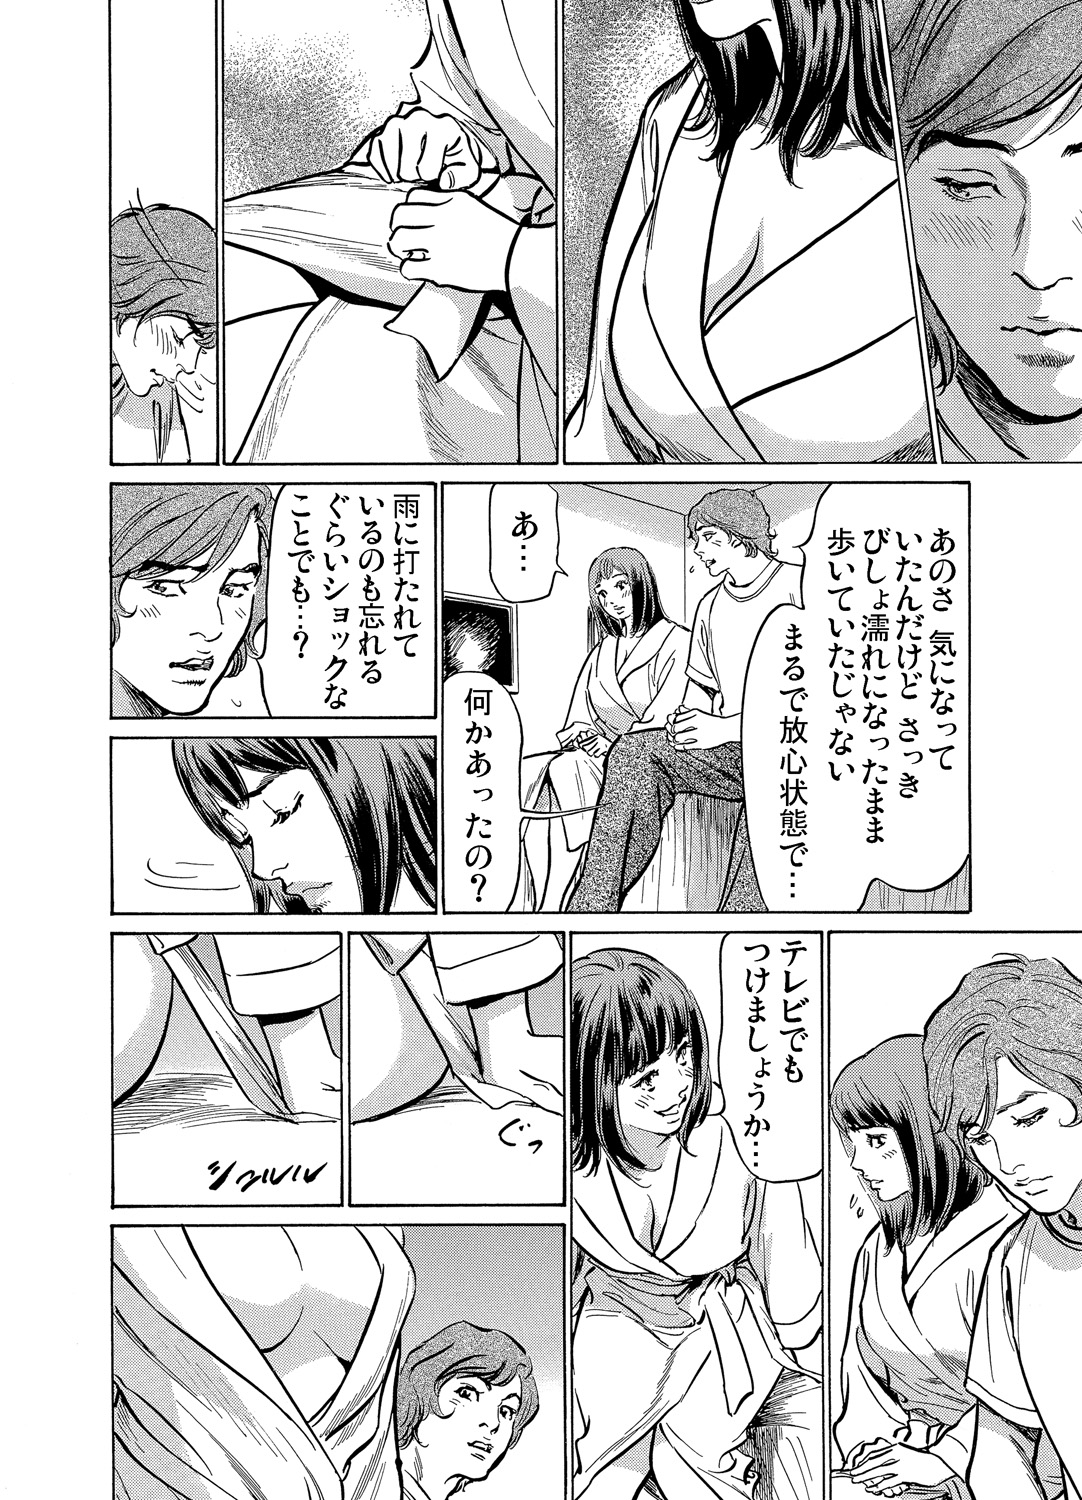 あのさ 気になって
いたんだけど さっき
びしょ濡れになったまま
歩いていたじゃない
まるで放心状態で…
あ…
何かあったの？
雨に打たれて
いるのも忘れる
ぐらいショックな
ことでも…？
テレビでも
つけましょうか…
ぐっ
シュルルル